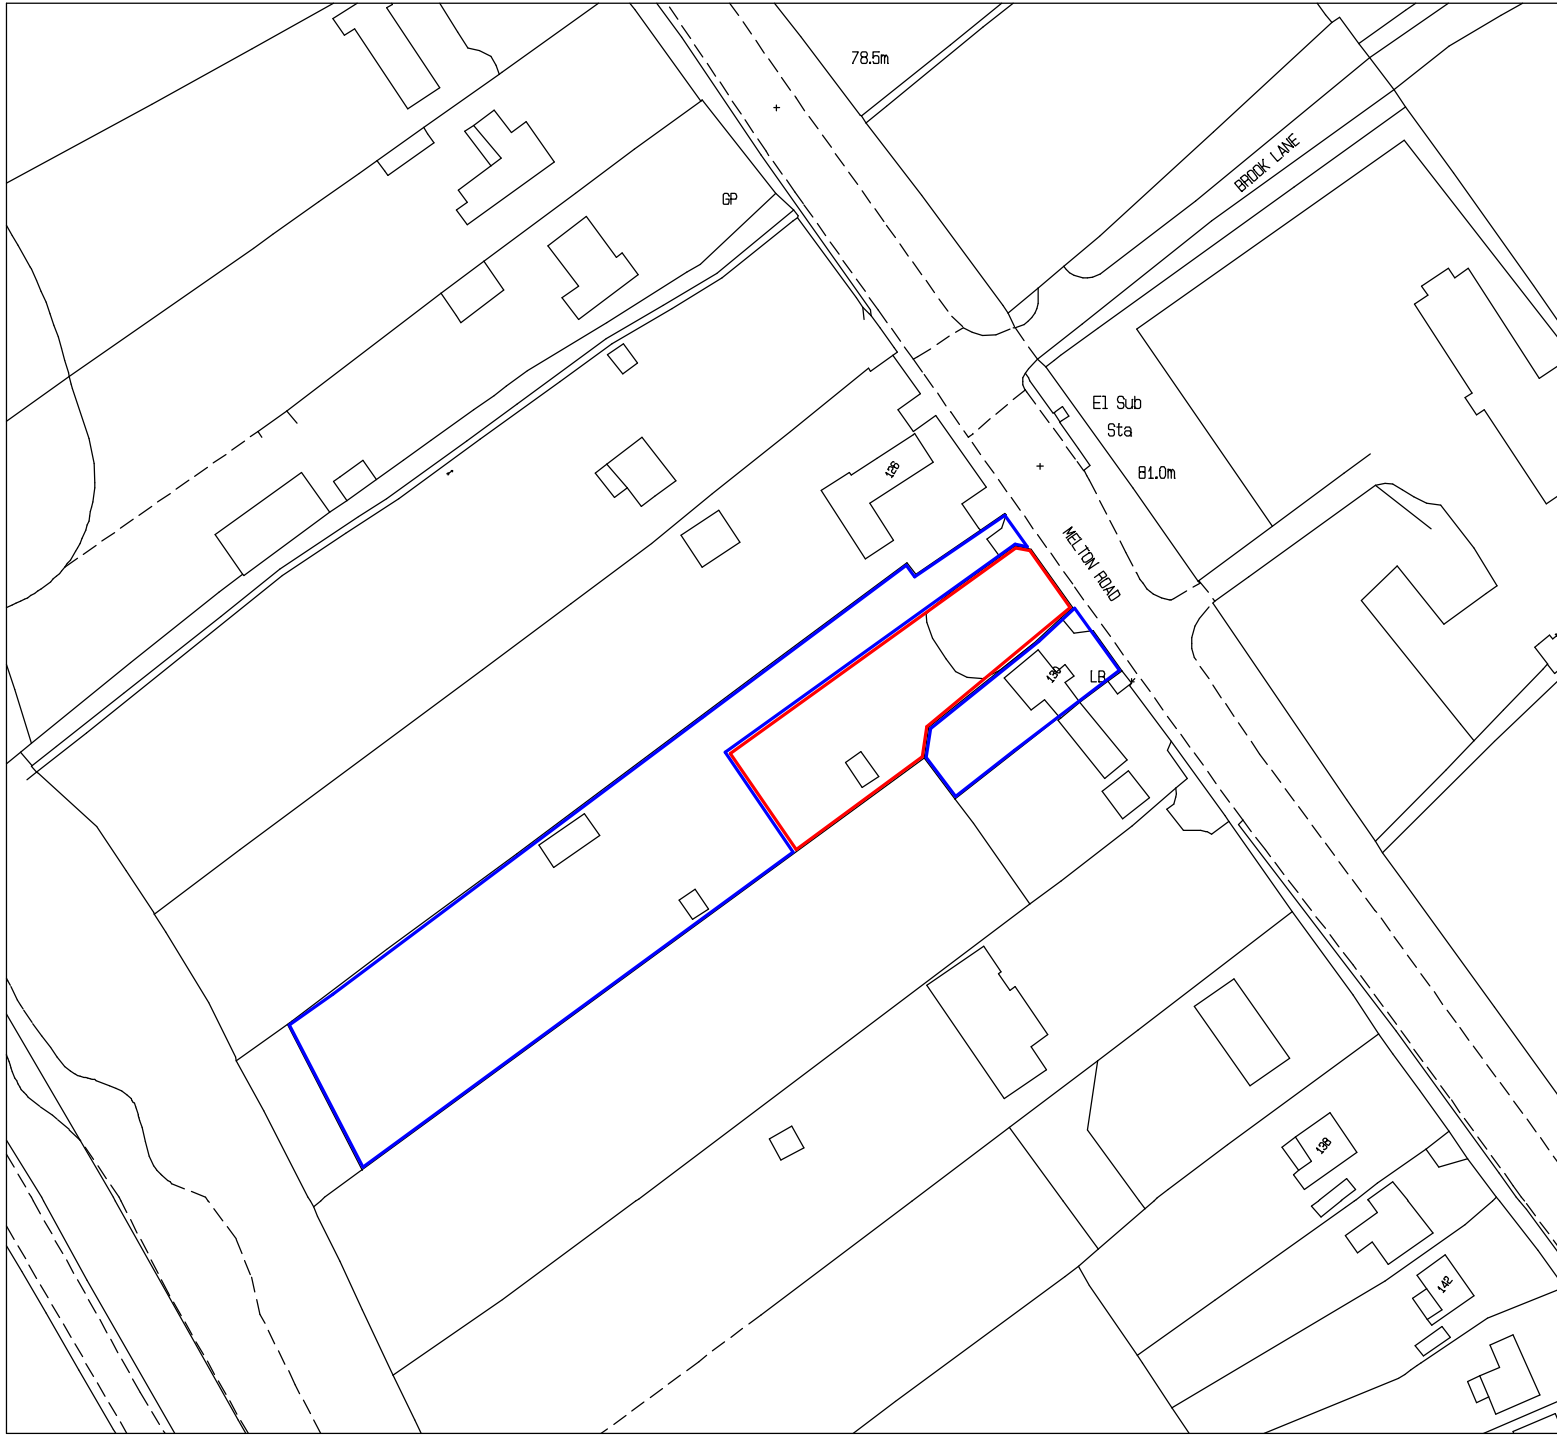 78.5m
BROOK LANE
GP
El Sub
Sta
126
81.0m
MELTON ROAD
130
LB
138
142